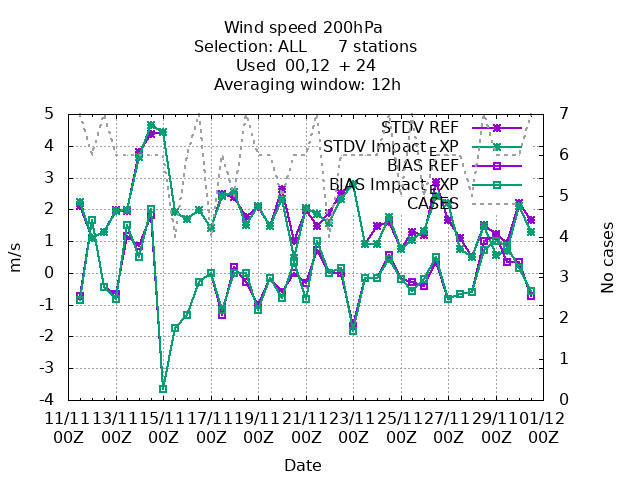 Wind speed 200hPa
Selection: ALL 7 stations
Used 00,12 + 24
Averaging window: 12h
STDV REF
STDV Impact_EXP
BIAS REF
BIAS Impact_EXP
CASES
5
4
3
2
1
0
-1
-2
-3
-4
m/s
7
6
5
4
3
2
1
0
No cases
11/11 13/11 15/11 17/11 19/11 21/11 23/11 25/11 27/11 29/11 01/12
00Z 00Z 00Z 00Z 00Z 00Z 00Z 00Z 00Z 00Z 00Z
Date